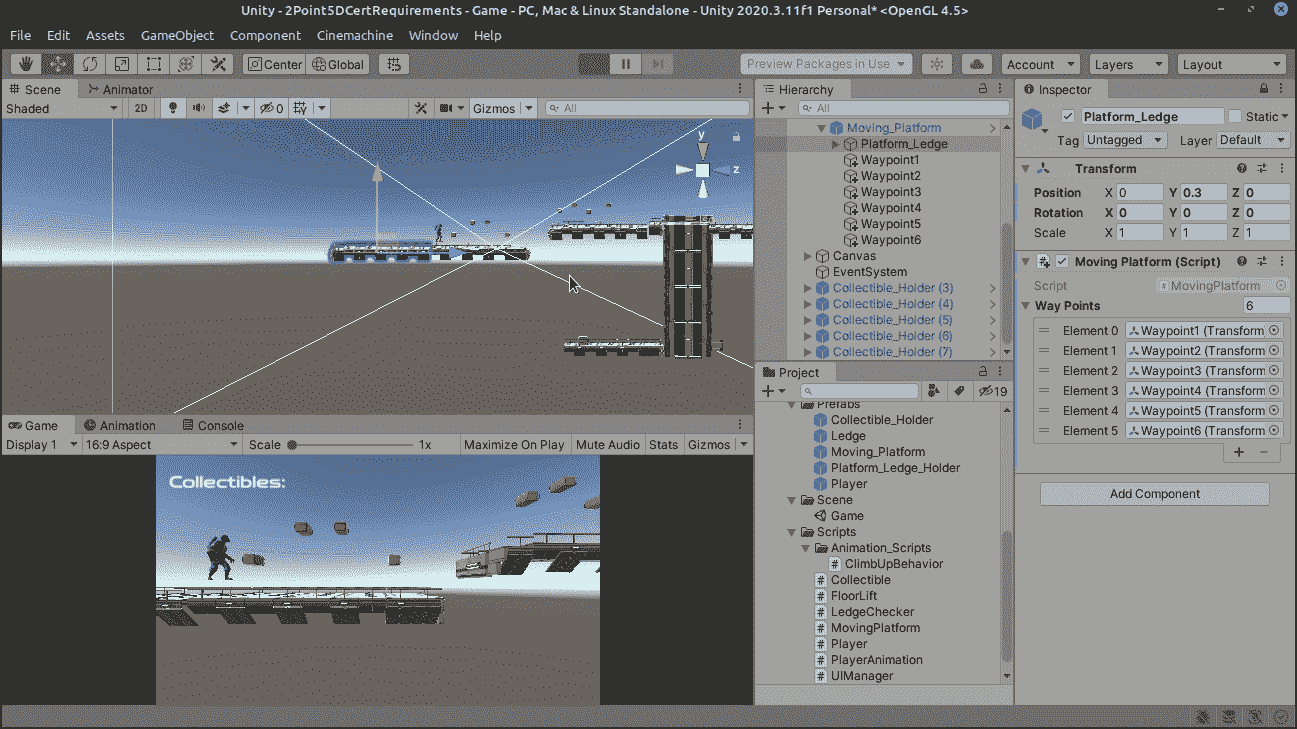 Unity - 2Point5DCertRequirements - Game - PC, Mac & Linux Standalone - Unity 2020.3.11f1 Personal* <OpenGL 4.5>
File Edit Assets GameObject Component Cinemachine Window Help
Center Global Preview Packages in Use Account Layers Layout
Scene Animator
Shaded 2D 0 Gizmos All
y
z
Game Animation Console
Display 1 16:9 Aspect Scale 1x Maximize On Play Mute Audio Stats Gizmos
Collectibles:
Hierarchy
All
Moving_Platform
Platform_Ledge
Waypoint1
Waypoint2
Waypoint3
Waypoint4
Waypoint5
Waypoint6
Canvas
EventSystem
Collectible_Holder (3)
Collectible_Holder (4)
Collectible_Holder (5)
Collectible_Holder (6)
Collectible_Holder (7)
Project
19
Prefabs
Collectible_Holder
Ledge
Moving_Platform
Platform_Ledge_Holder
Player
Scene
Game
Scripts
Animation_Scripts
ClimbUpBehavior
Collectible
FloorLift
LedgeChecker
MovingPlatform
Player
PlayerAnimation
UIManager
Inspector
Platform_Ledge Static
Tag Untagged Layer Default
Transform
Position X 0 Y 0.3 Z 0
Rotation X 0 Y 0 Z 0
Scale X 1 Y 1 Z 1
Moving Platform (Script)
Script MovingPlatform
Way Points 6
Element 0 Waypoint1 (Transform
Element 1 Waypoint2 (Transform
Element 2 Waypoint3 (Transform
Element 3 Waypoint4 (Transform
Element 4 Waypoint5 (Transform
Element 5 Waypoint6 (Transform
Add Component